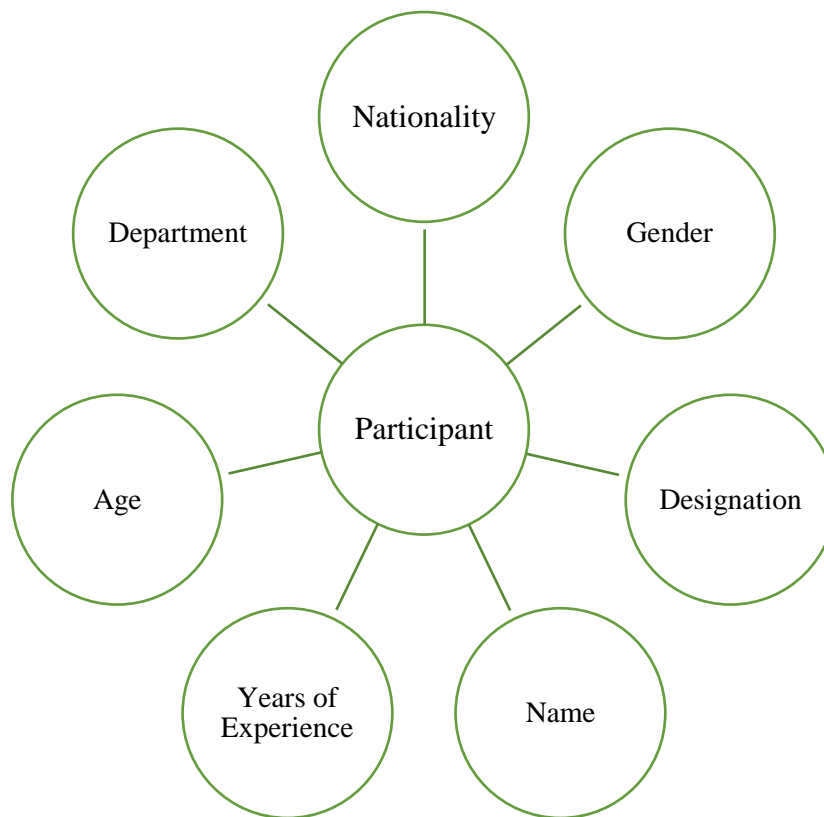 Nationality
Department
Gender
Participant
Age
Designation
Years of
Experience
Name